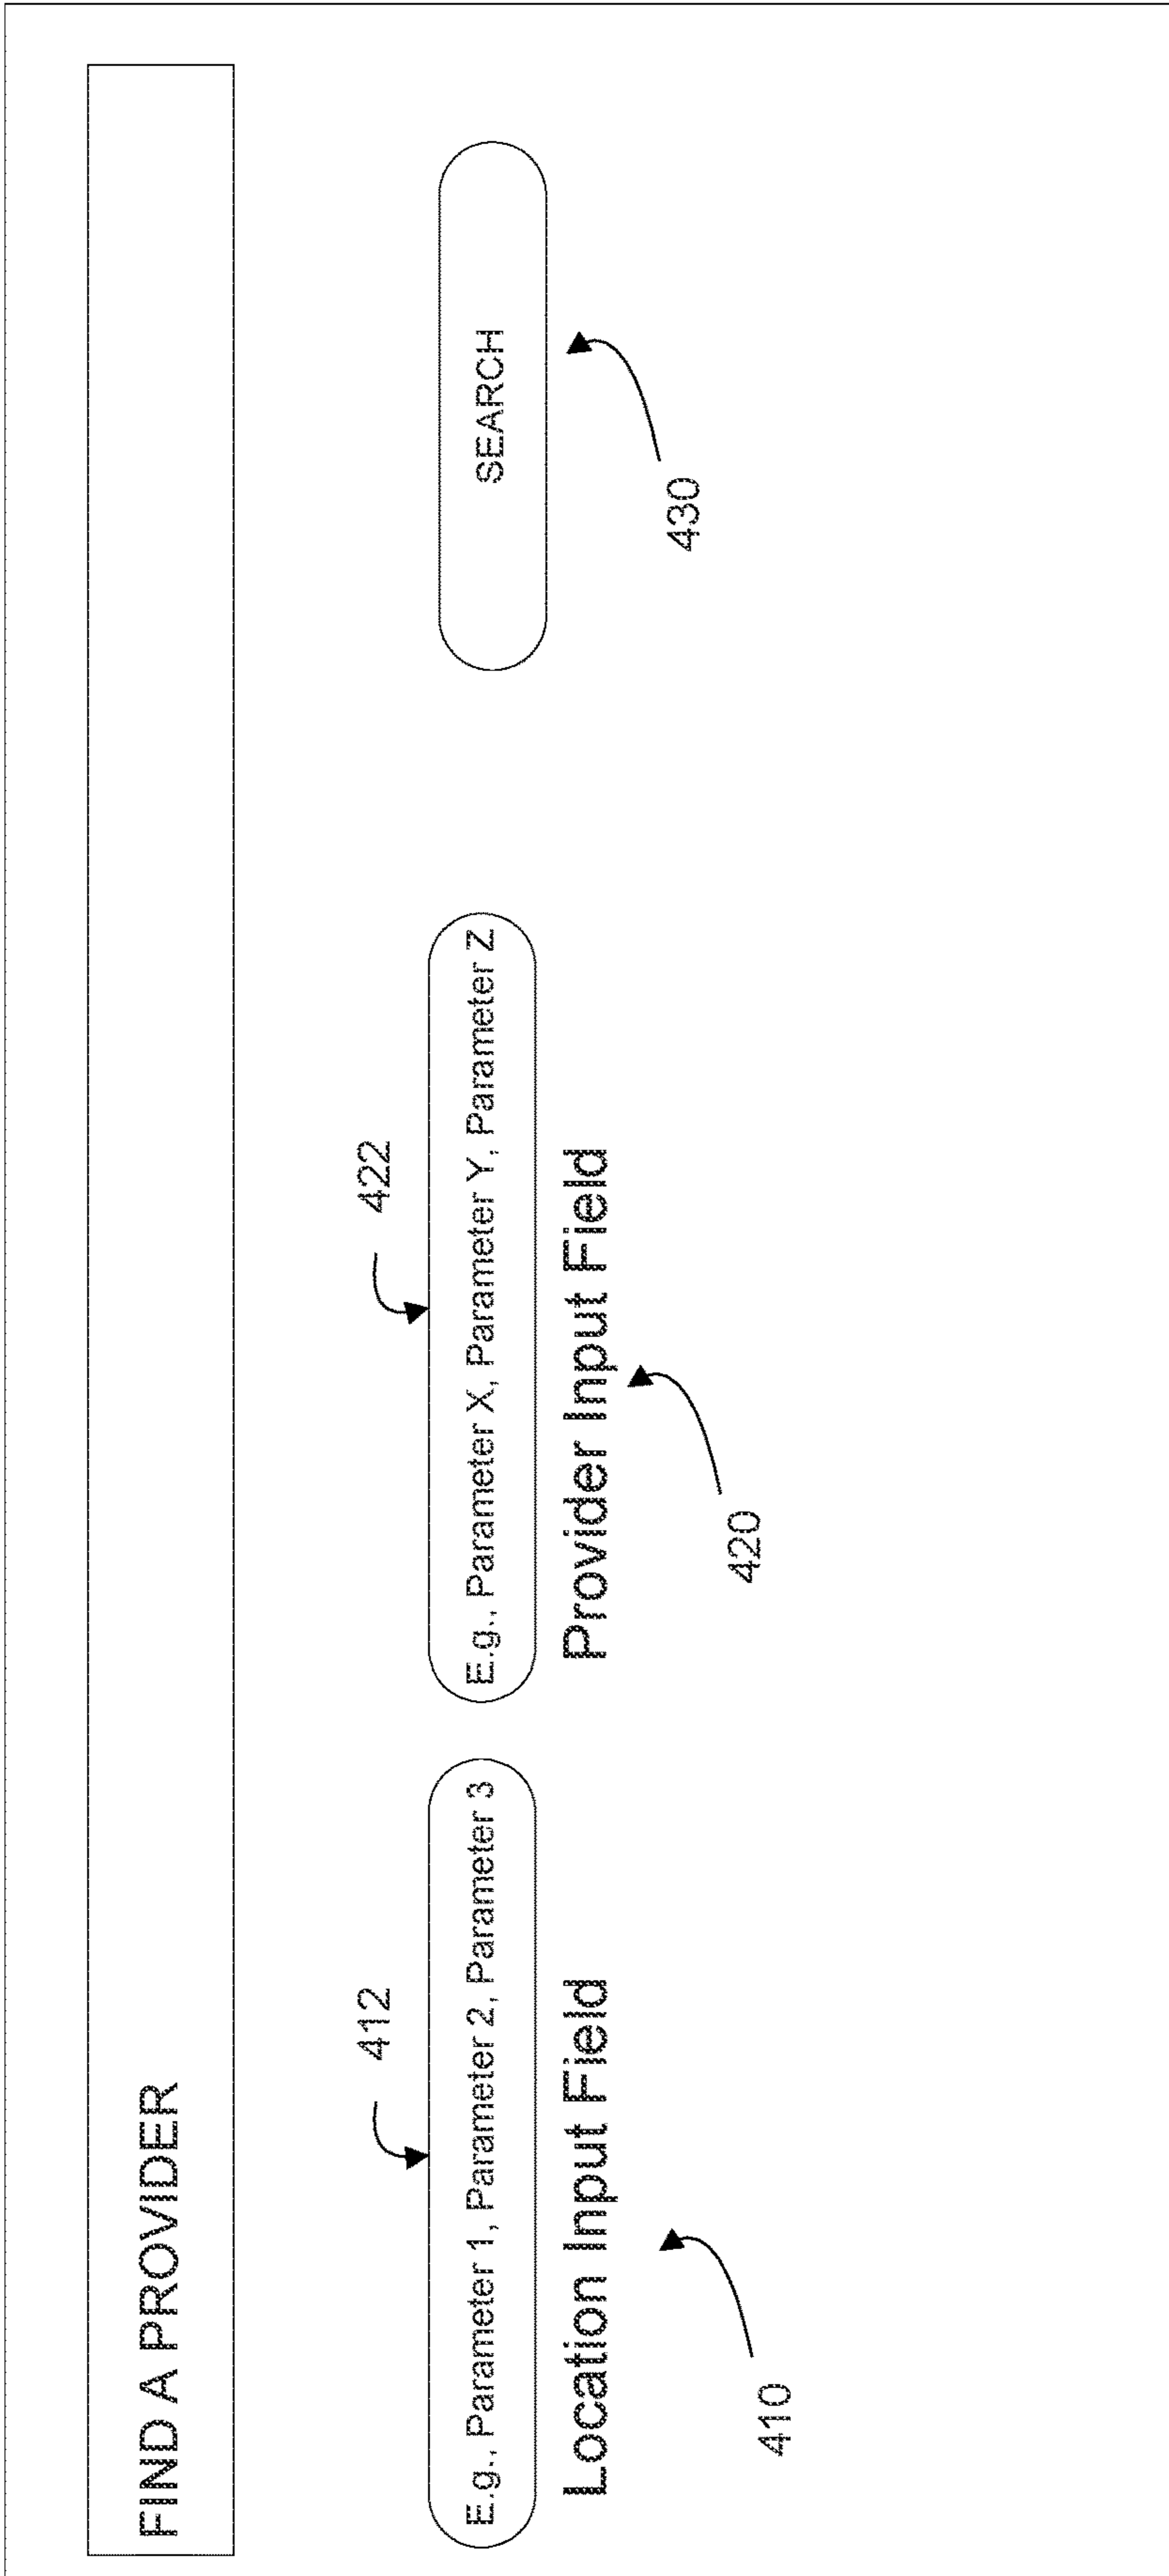 FIND A PROVIDER
412
422
E.g., Parameter 1, Parameter 2, Parameter 3
E.g., Parameter X, Parameter Y, Parameter Z
SEARCH
Location Input Field
Provider Input Field
430
420
410